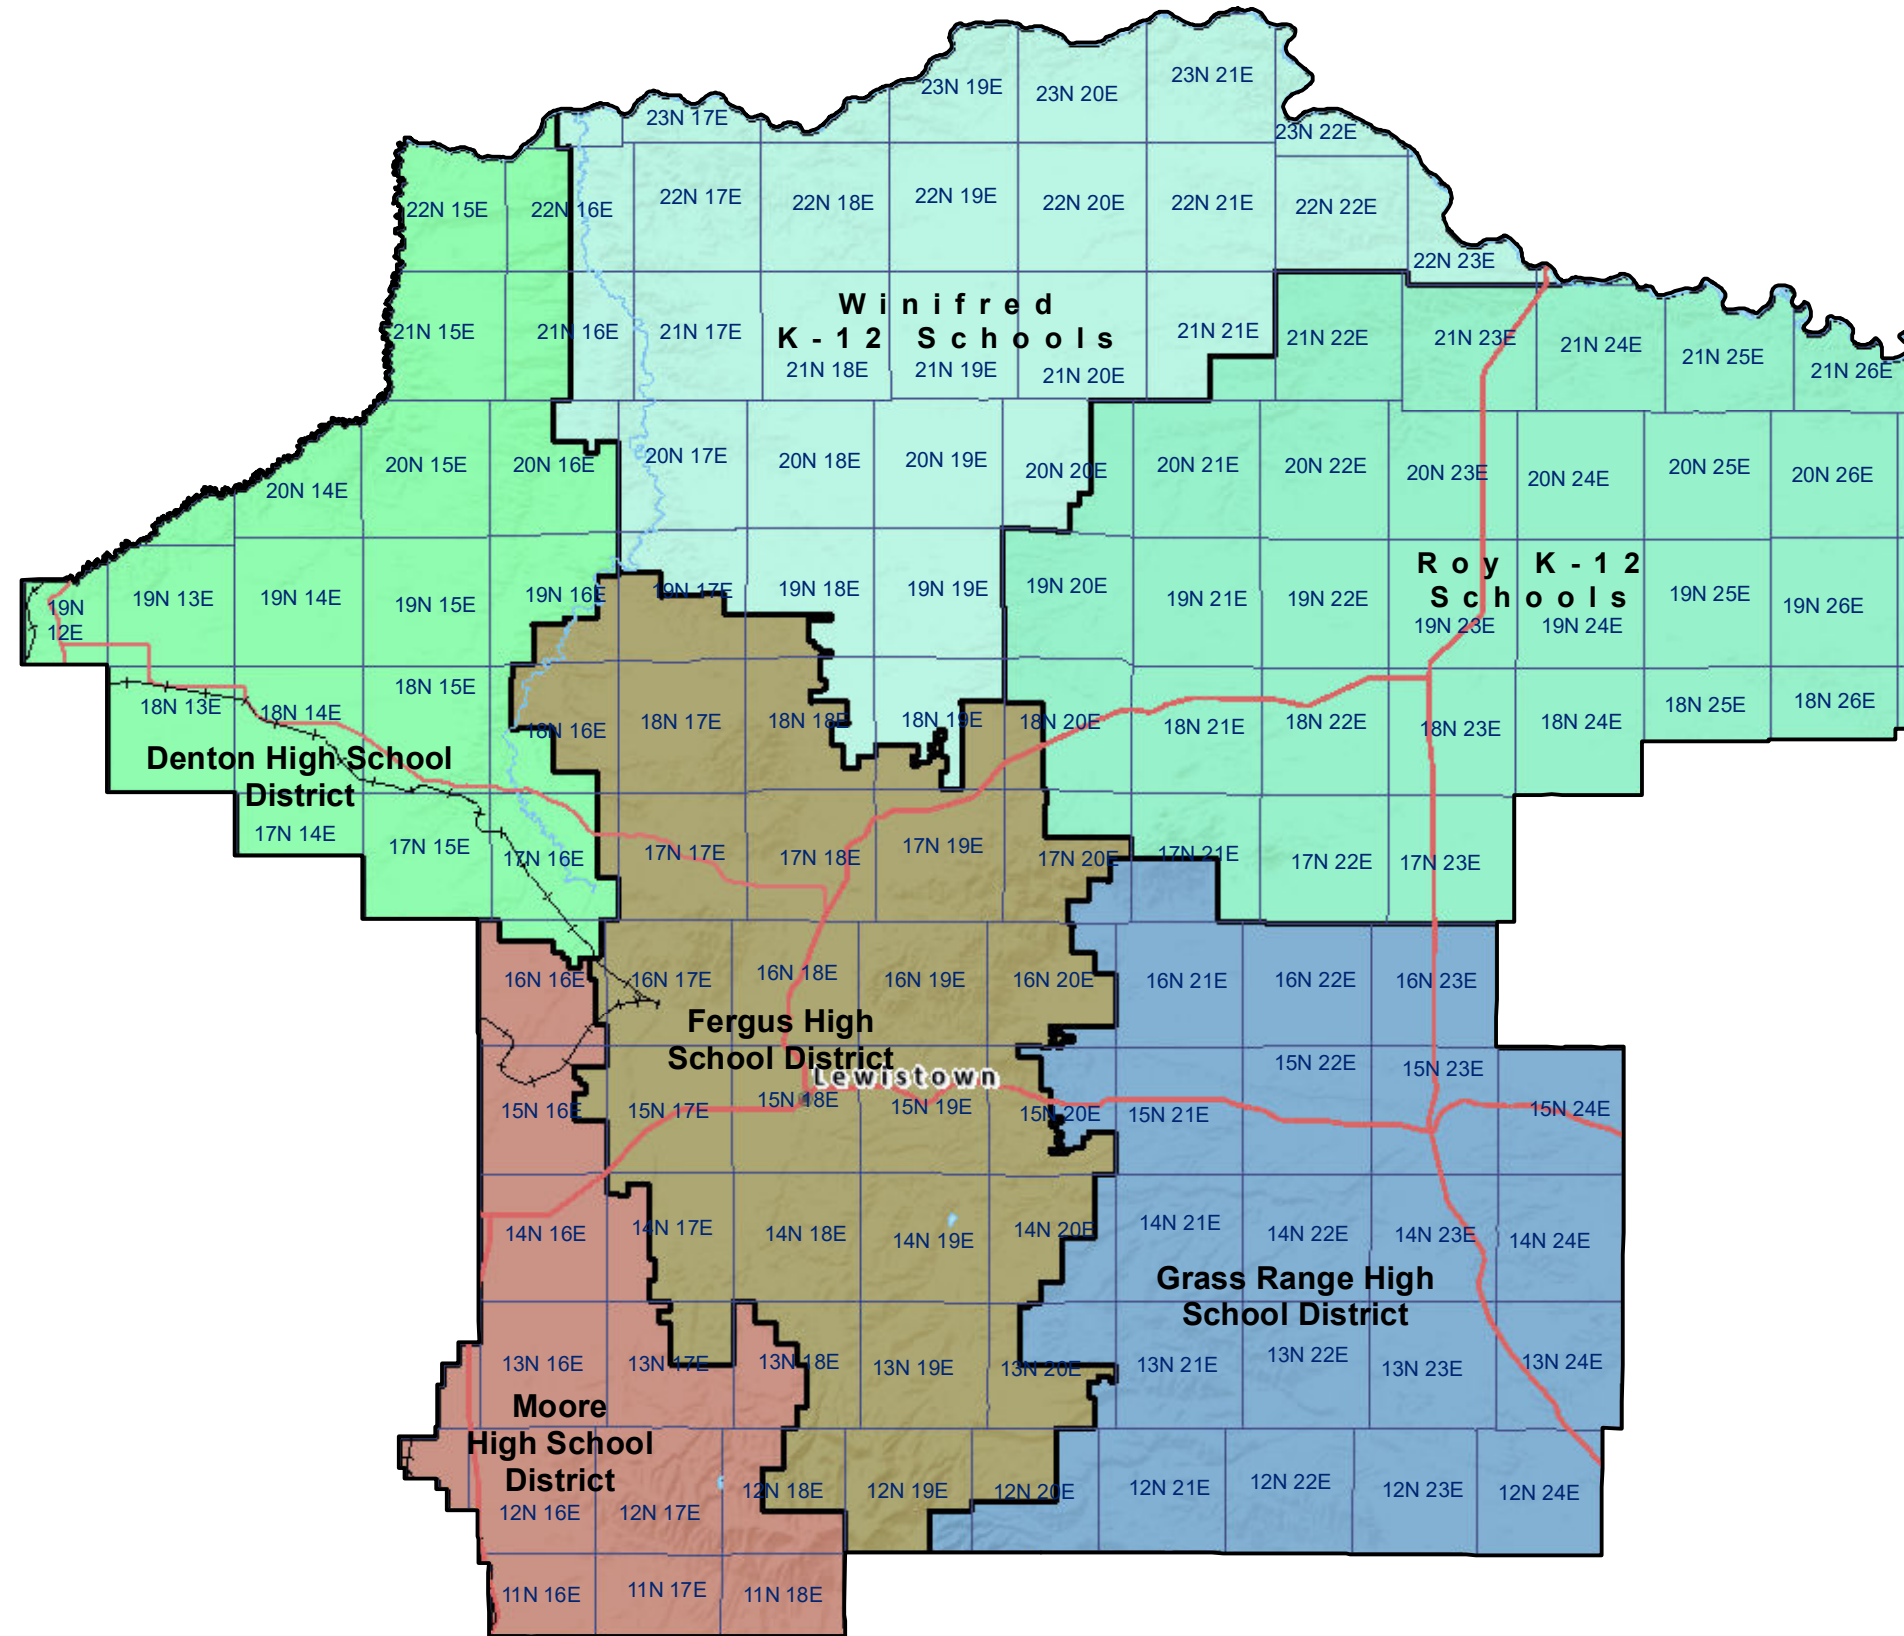 23N 17E
23N 19E
23N 20E
23N 21E
23N 22E
22N 15E
22N 16E
22N 17E
22N 18E
22N 19E
22N 20E
22N 21E
22N 22E
22N 23E
Winifred
K-12 Schools
21N 15E
21N 16E
21N 17E
21N 18E
21N 19E
21N 20E
21N 21E
21N 22E
21N 23E
21N 24E
21N 25E
21N 26E
20N 14E
20N 15E
20N 16E
20N 17E
20N 18E
20N 19E
20N 20E
20N 21E
20N 22E
20N 23E
20N 24E
20N 25E
20N 26E
Roy K-12
Schools
19N
12E
19N 13E
19N 14E
19N 15E
19N 16E
19N 17E
19N 18E
19N 19E
19N 20E
19N 21E
19N 22E
19N 23E
19N 24E
19N 25E
19N 26E
18N 13E
18N 14E
18N 15E
18N 16E
18N 17E
18N 18E
18N 19E
18N 20E
18N 21E
18N 22E
18N 23E
18N 24E
18N 25E
18N 26E
Denton High School
District
17N 14E
17N 15E
17N 16E
17N 17E
17N 18E
17N 19E
17N 20E
17N 21E
17N 22E
17N 23E
16N 16E
16N 17E
16N 18E
16N 19E
16N 20E
16N 21E
16N 22E
16N 23E
Fergus High
School District
Lewistown
15N 16E
15N 17E
15N 18E
15N 19E
15N 20E
15N 21E
15N 22E
15N 23E
15N 24E
14N 16E
14N 17E
14N 18E
14N 19E
14N 20E
14N 21E
14N 22E
14N 23E
14N 24E
Grass Range High
School District
13N 16E
13N 17E
13N 18E
13N 19E
13N 20E
13N 21E
13N 22E
13N 23E
13N 24E
Moore
High School
District
12N 16E
12N 17E
12N 18E
12N 19E
12N 20E
12N 21E
12N 22E
12N 23E
12N 24E
11N 16E
11N 17E
11N 18E